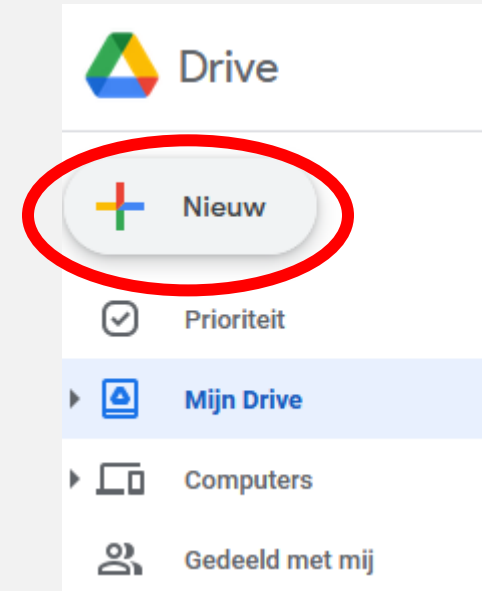 Drive
Nieuw
Prioriteit
Mijn Drive
Computers
Gedeeld met mij